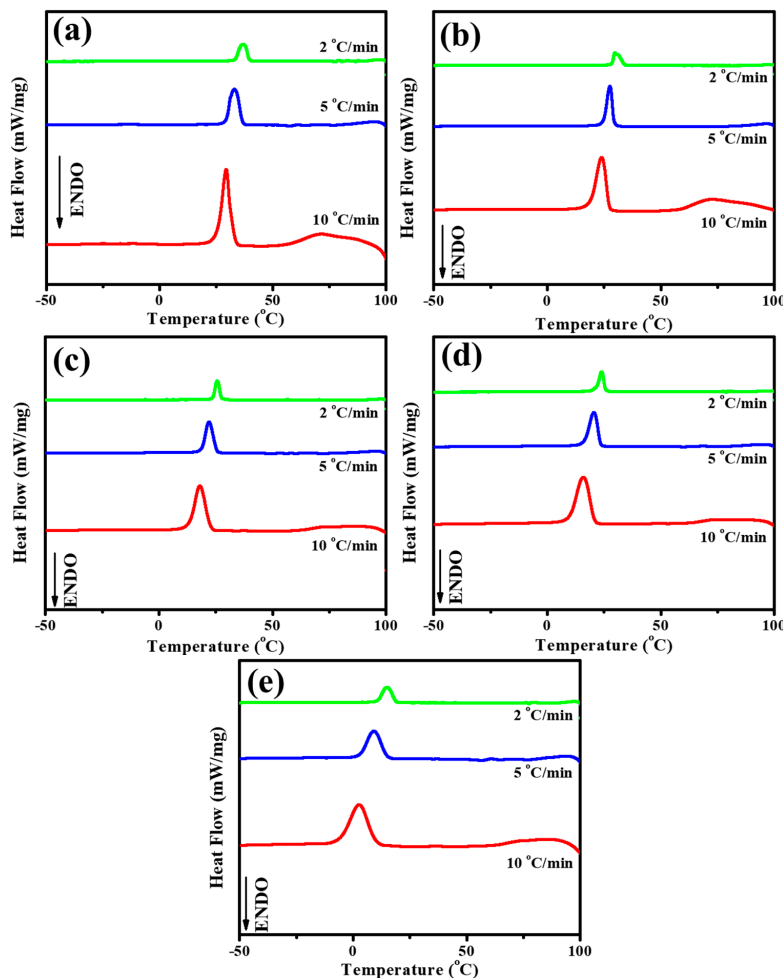 (a)
2 °C/min
5 °C/min
10 °C/min
ENDO
Heat Flow (mW/mg)
-50 0 50 100
Temperature (°C)
(b)
2 °C/min
5 °C/min
10 °C/min
ENDO
Heat Flow (mW/mg)
-50 0 50 100
Temperature (°C)
(c)
2 °C/min
5 °C/min
10 °C/min
ENDO
Heat Flow (mW/mg)
-50 0 50 100
Temperature (°C)
(d)
2 °C/min
5 °C/min
10 °C/min
ENDO
Heat Flow (mW/mg)
-50 0 50 100
Temperature (°C)
(e)
2 °C/min
5 °C/min
10 °C/min
ENDO
Heat Flow (mW/mg)
-50 0 50 100
Temperature (°C)